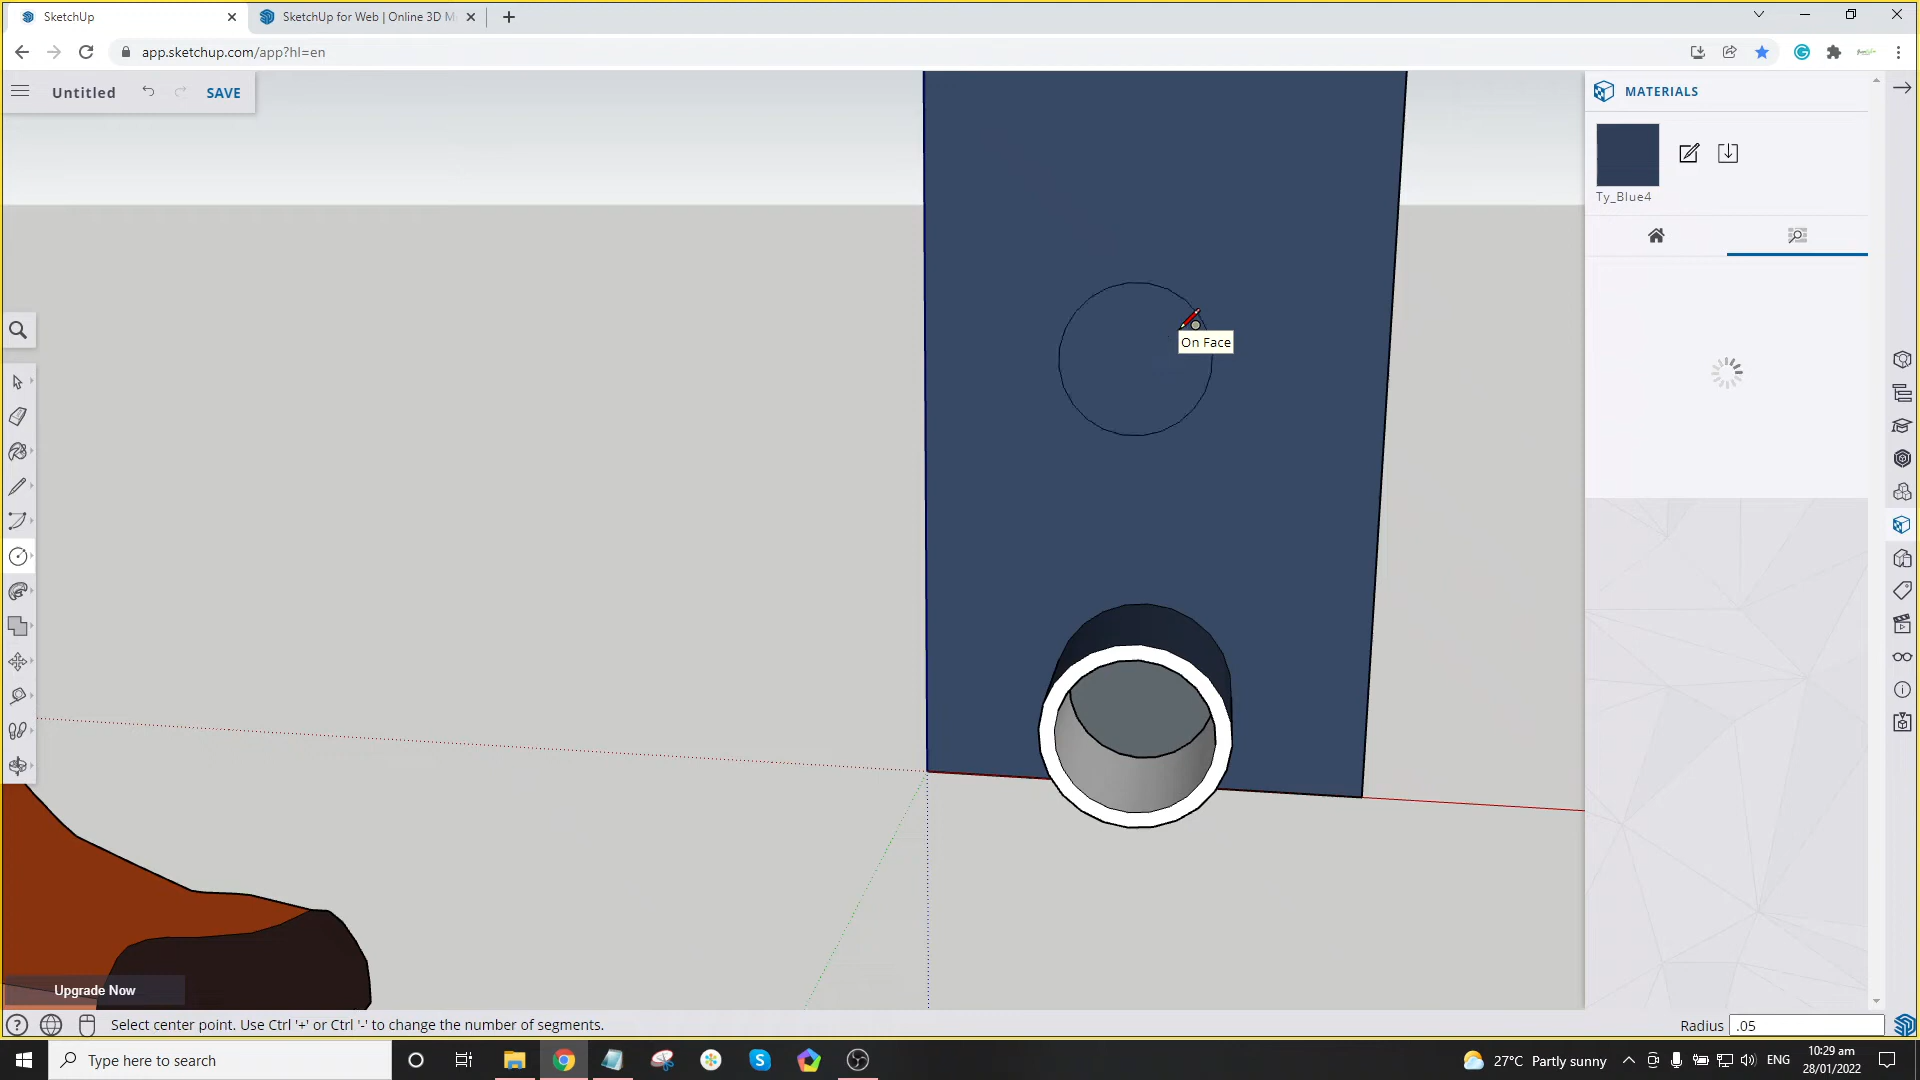 SketchUp
SketchUp for Web | Online 3D M
app.sketchup.com/app?hl=en
Untitled
SAVE
MATERIALS
Ty_Blue4
On Face
Upgrade Now
Select center point. Use Ctrl '+' or Ctrl '-' to change the number of segments.
Radius
.05
Type here to search
27°C Partly sunny
ENG
10:29 am
28/01/2022